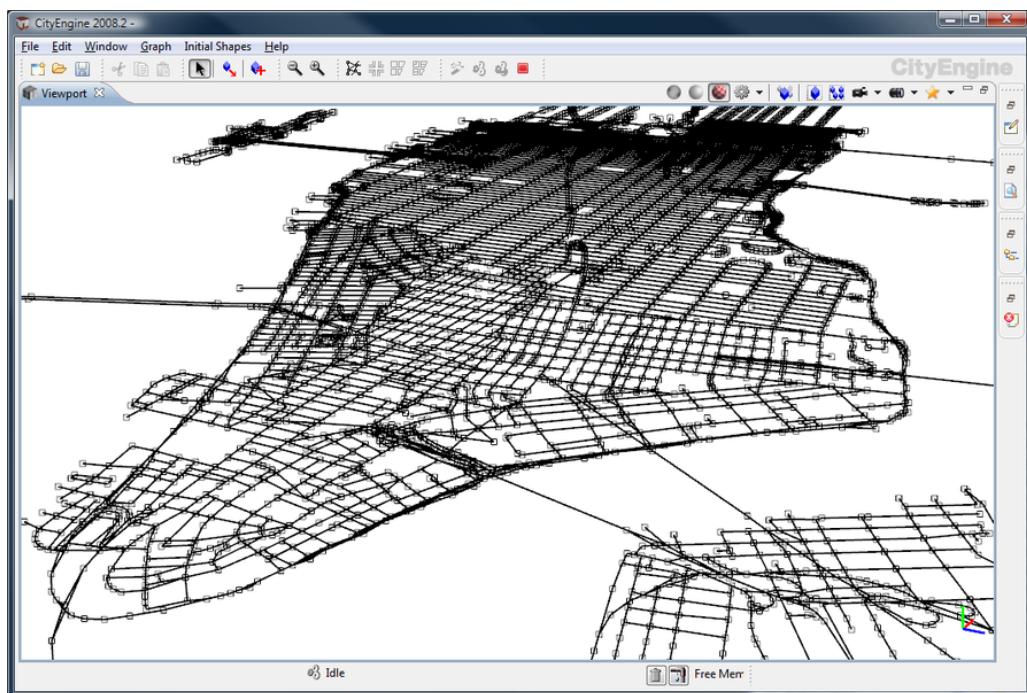 CityEngine 2008.2 -
File Edit Window Graph Initial Shapes Help
CityEngine
Viewport
Idle
Free Mem